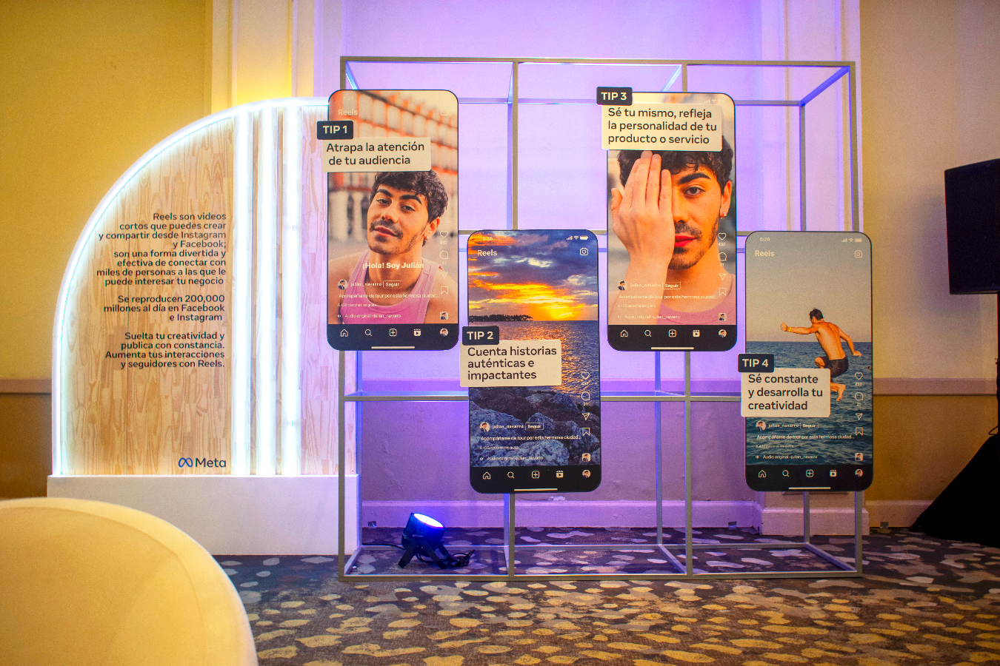 Reels son videos
cortos que puedes crear
y compartir desde Instagram
y Facebook;
son una forma divertida y
efectiva de conectar con
miles de personas a las que le
puede interesar tu negocio
Se reproducen 200,000
millones al día en Facebook
e Instagram
Suelta tu creatividad y
publica con constancia.
Aumenta tus interacciones
y seguidores con Reels.
Meta
Reels
TIP 1
Atrapa la atención
de tu audiencia
¡Hola! Soy Julián
julian_navarro Seguir
Acompáñame de tour por esta hermosa ciudad...
Audio original •julian_navarro
5:26
Reels
TIP 2
Cuenta historias
auténticas e
impactantes
julian_navarro Seguir
Acompáñame de tour por esta hermosa ciudad...
Audio original •julian_navarro
TIP 3
Sé tu mismo, refleja
la personalidad de tu
producto o servicio
julian_navarro Seguir
Acompáñame de tour por esta hermosa ciudad...
Audio original •julian_navarro
5:26
Reels
TIP 4
Sé constante
y desarrolla tu
creatividad
julian_navarro Seguir
Acompáñame de tour por esta hermosa ciudad...
Audio original •julian_navarro